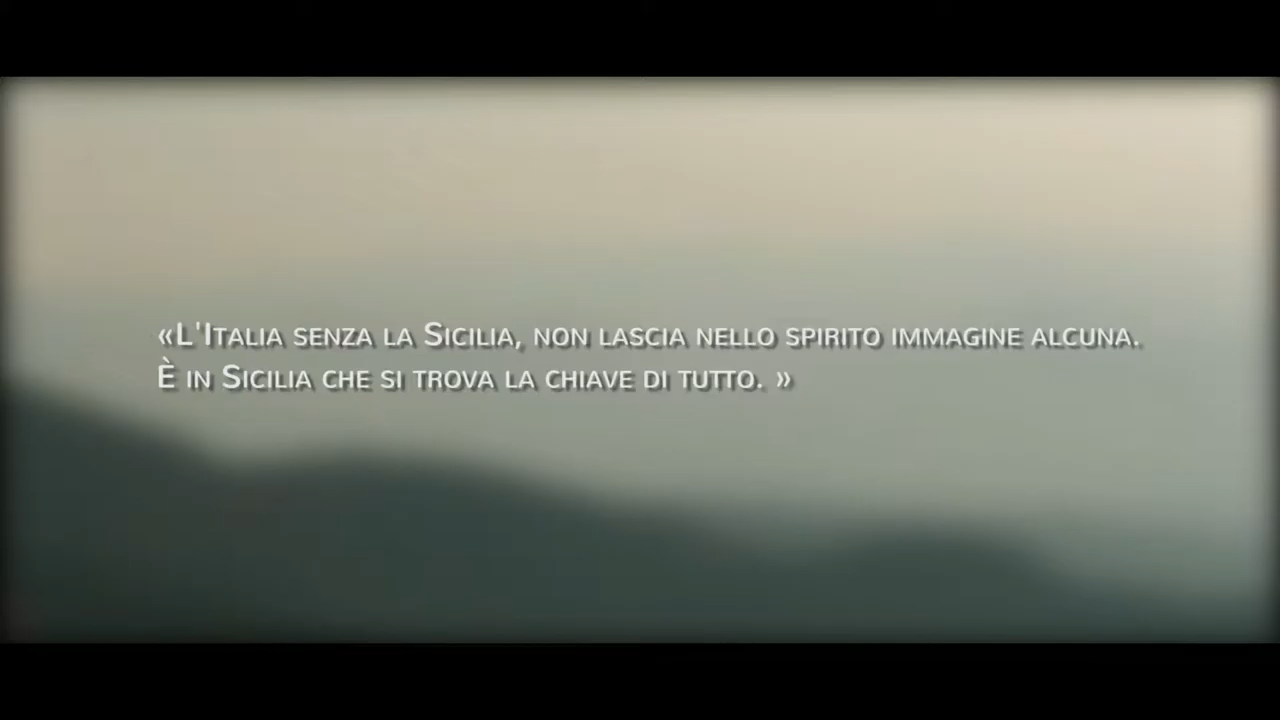 «L'Italia senza la Sicilia, non lascia nello spirito immagine alcuna.
È in Sicilia che si trova la chiave di tutto. »